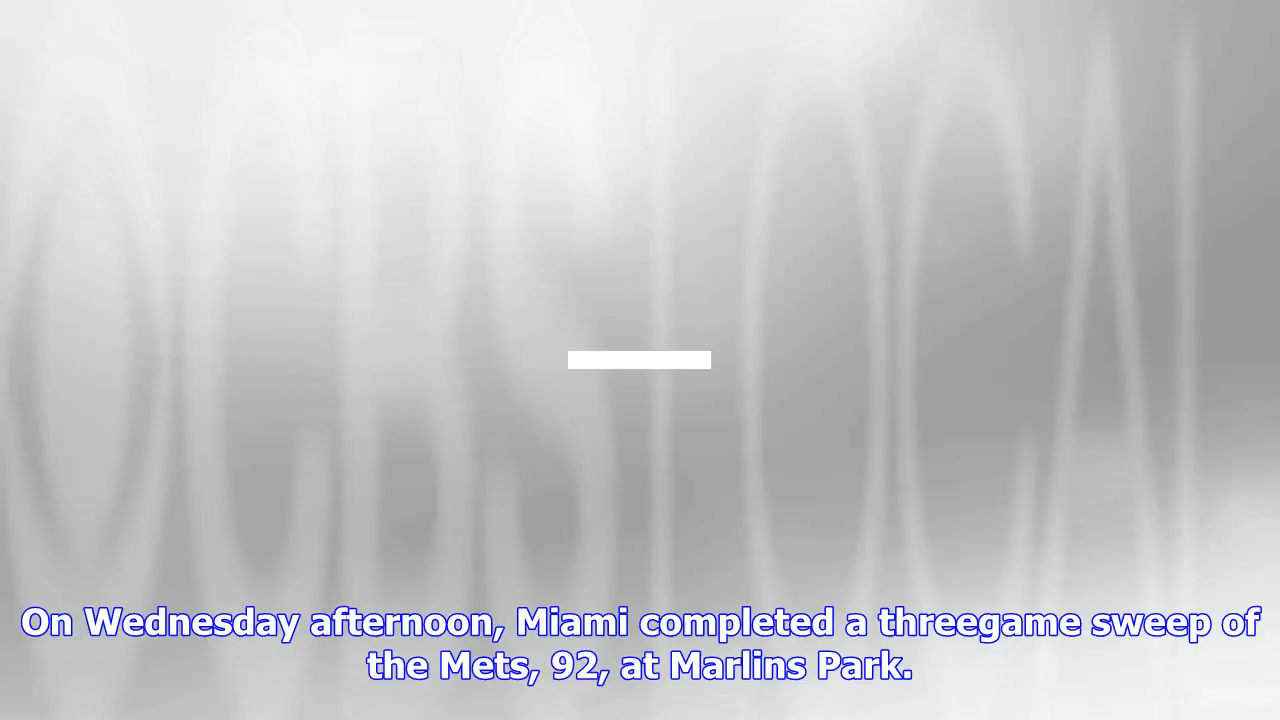 On Wednesday afternoon, Miami completed a threegame sweep of
the Mets, 92, at Marlins Park.